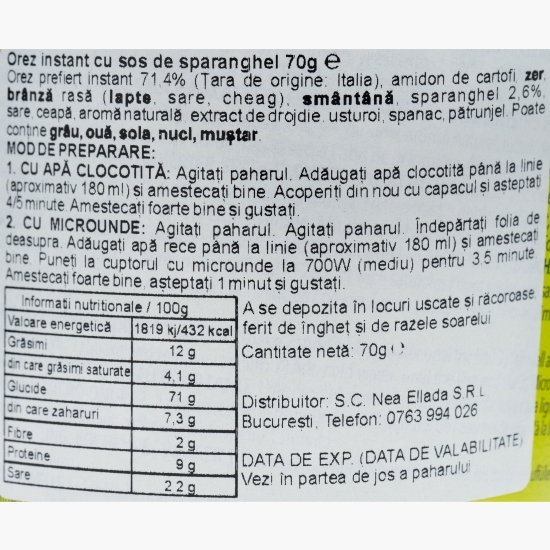 Orez instant cu sos de sparanghel 70g ℮
Orez prefiert instant 71,4% (Țara de origine: Italia), amidon de cartofi, zer,
brânză rasă (lapte, sare, cheag), smântână, sparanghel 2,6%,
sare, ceapă, aromă naturală, extract de drojdie, usturoi, spanac, pătrunjel. Poate
conține grâu, ouă, soia, nuci, muștar.
MOD DE PREPARARE:
1. CU APĂ CLOCOTITĂ: Agitați paharul. Adăugați apă clocotită până la linie
(aproximativ 180 ml) și amestecați bine. Acoperiți din nou cu capacul și așteptați
4/5 minute. Amestecați foarte bine și gustați.
2. CU MICROUNDE: Agitați paharul. Agitați paharul. Îndepărtați folia de
deasupra. Adăugați apă rece până la linie (aproximativ 180 ml) și amestecați
bine. Puneți la cuptorul cu microunde la 700W (mediu) pentru 3,5 minute.
Amestecați foarte bine, așteptați 1 minut și gustați.
Informatii nutritionale / 100g
Valoare energetică 1819 kj/432 kcal
Grăsimi 12 g
din care grăsimi saturate 4,1 g
Glucide 71 g
din care zaharuri 7,3 g
Fibre 2 g
Proteine 9 g
Sare 2.2 g
A se depozita în locuri uscate și răcoroase,
ferit de îngheț și de razele soarelui
Cantitate netă: 70g
Distribuitor: S.C. Nea Ellada S.R.L
Bucuresti, Telefon: 0763 994 026
DATA DE EXP. (DATA DE VALABILITATE)
Vezi în partea de jos a paharului